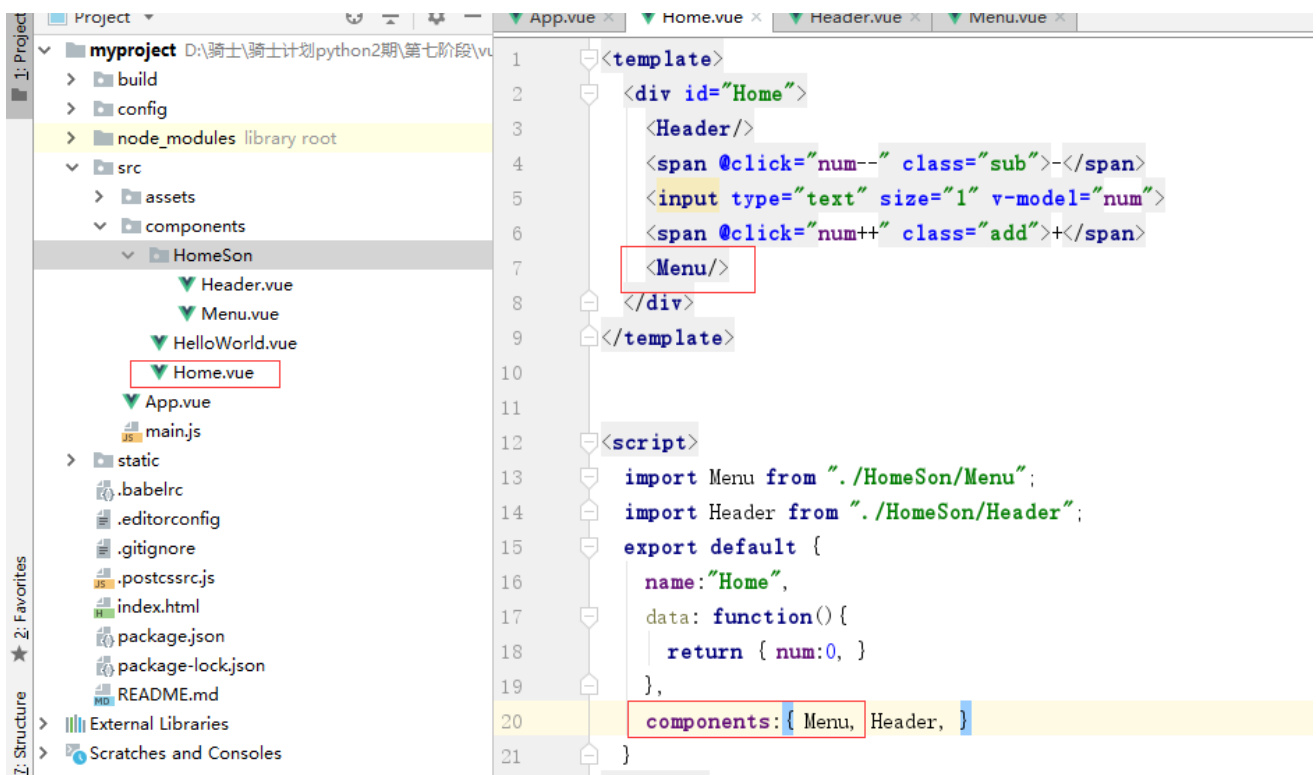 Project
App.vue
Home.vue
Header.vue
Menu.vue
1: Project
myproject D:\骑士\骑士计划python2期\第七阶段\vu
build
config
node_modules library root
src
assets
components
HomeSon
Header.vue
Menu.vue
HelloWorld.vue
Home.vue
App.vue
main.js
static
.babelrc
.editorconfig
.gitignore
.postcssrc.js
index.html
package.json
package-lock.json
README.md
External Libraries
Scratches and Consoles
2: Favorites
7: Structure
1 <template>
2 <div id="Home">
3 <Header/>
4 <span @click="num--" class="sub">-</span>
5 <input type="text" size="1" v-model="num">
6 <span @click="num++" class="add">+</span>
7 <Menu/>
8 </div>
9 </template>
10
11
12 <script>
13 import Menu from "./HomeSon/Menu";
14 import Header from "./HomeSon/Header";
15 export default {
16 name:"Home",
17 data: function(){
18 return { num:0, }
19 },
20 components:{ Menu, Header, }
21 }